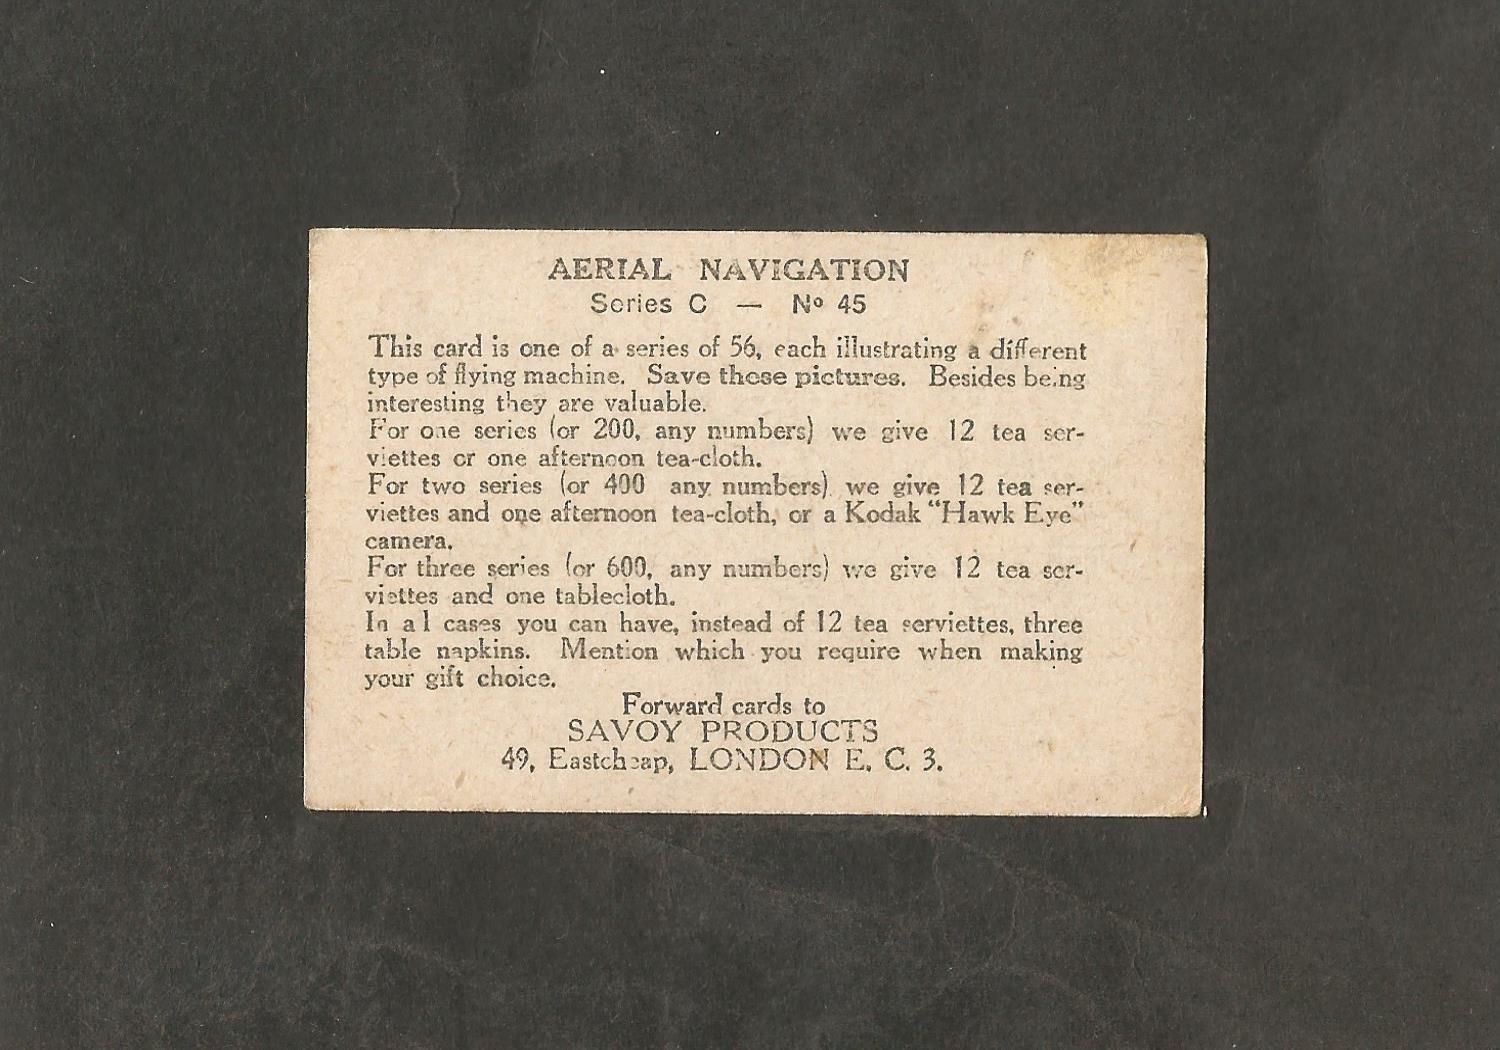 AERIAL NAVIGATION
Series C — Nº 45
This card is one of a series of 56, each illustrating a different
type of flying machine. Save these pictures. Besides being
interesting they are valuable.
For one series (or 200, any numbers) we give 12 tea ser-
viettes or one afternoon tea-cloth.
For two series (or 400 any numbers) we give 12 tea ser-
viettes and one afternoon tea-cloth, or a Kodak “Hawk Eye”
camera.
For three series (or 600, any numbers) we give 12 tea ser-
viettes and one tablecloth.
In all cases you can have, instead of 12 tea serviettes, three
table napkins. Mention which you require when making
your gift choice.
Forward cards to
SAVOY PRODUCTS
49, Eastcheap, LONDON E. C. 3.